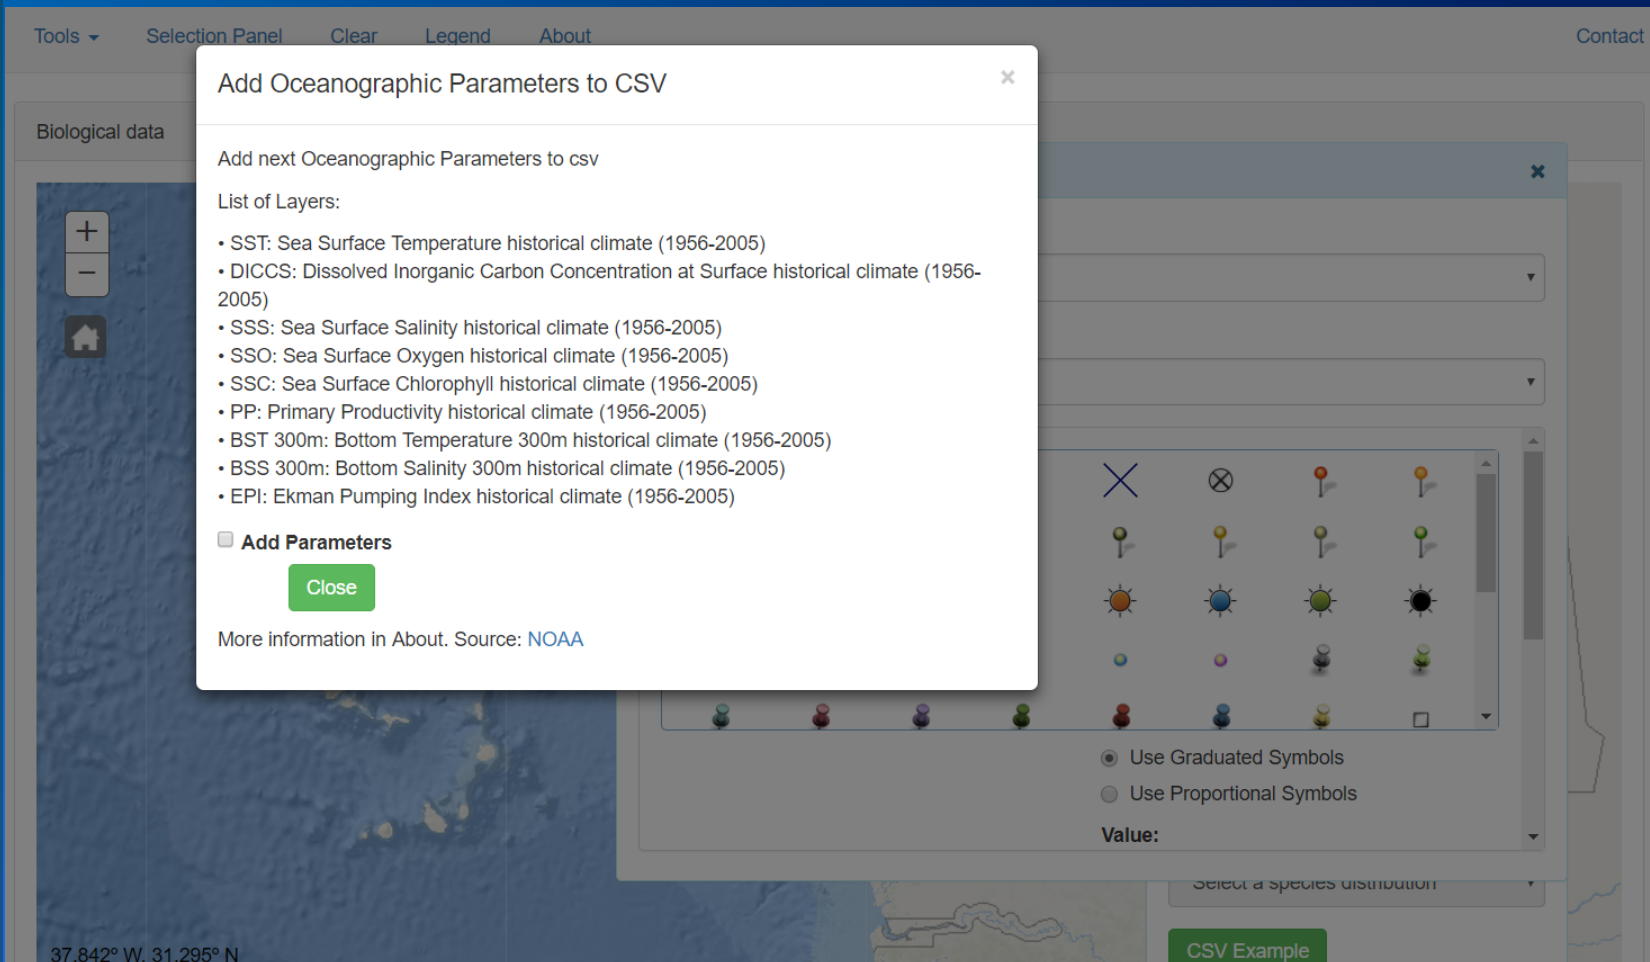 Tools Selection Panel Clear Legend About Contact
Add Oceanographic Parameters to CSV ×
Biological data
Add next Oceanographic Parameters to csv
List of Layers:
• SST: Sea Surface Temperature historical climate (1956-2005)
• DICCS: Dissolved Inorganic Carbon Concentration at Surface historical climate (1956-
2005)
• SSS: Sea Surface Salinity historical climate (1956-2005)
• SSO: Sea Surface Oxygen historical climate (1956-2005)
• SSC: Sea Surface Chlorophyll historical climate (1956-2005)
• PP: Primary Productivity historical climate (1956-2005)
• BST 300m: Bottom Temperature 300m historical climate (1956-2005)
• BSS 300m: Bottom Salinity 300m historical climate (1956-2005)
• EPI: Ekman Pumping Index historical climate (1956-2005)
Add Parameters
Close
More information in About. Source: NOAA
Use Graduated Symbols
Use Proportional Symbols
Value:
Select a species distribution
CSV Example
37.842° W, 31.295° N